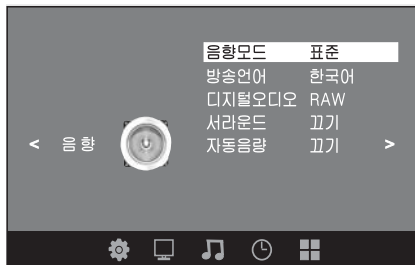 음향모드 표준
방송언어 한국어
디지털오디오 RAW
서라운드 끄기
자동음량 끄기
< 음 향 >